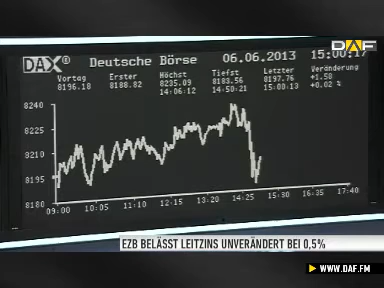 DAX® Deutsche Börse 06.06.2013 15:00:17
DAF
Vortag Erster Höchst Tiefst Letzter Veränderung
8196.18 8188.82 8235.09 8183.56 8197.76 +1.58
14:06:12 14:50:21 15:00:13 +0.02 %
8240
8225
8210
8195
8180
09:00 10:05 11:10 12:15 13:20 14:25 15:30 16:35 17:40
EZB BELÄSST LEITZINS UNVERÄNDERT BEI 0,5%
WWW.DAF.FM